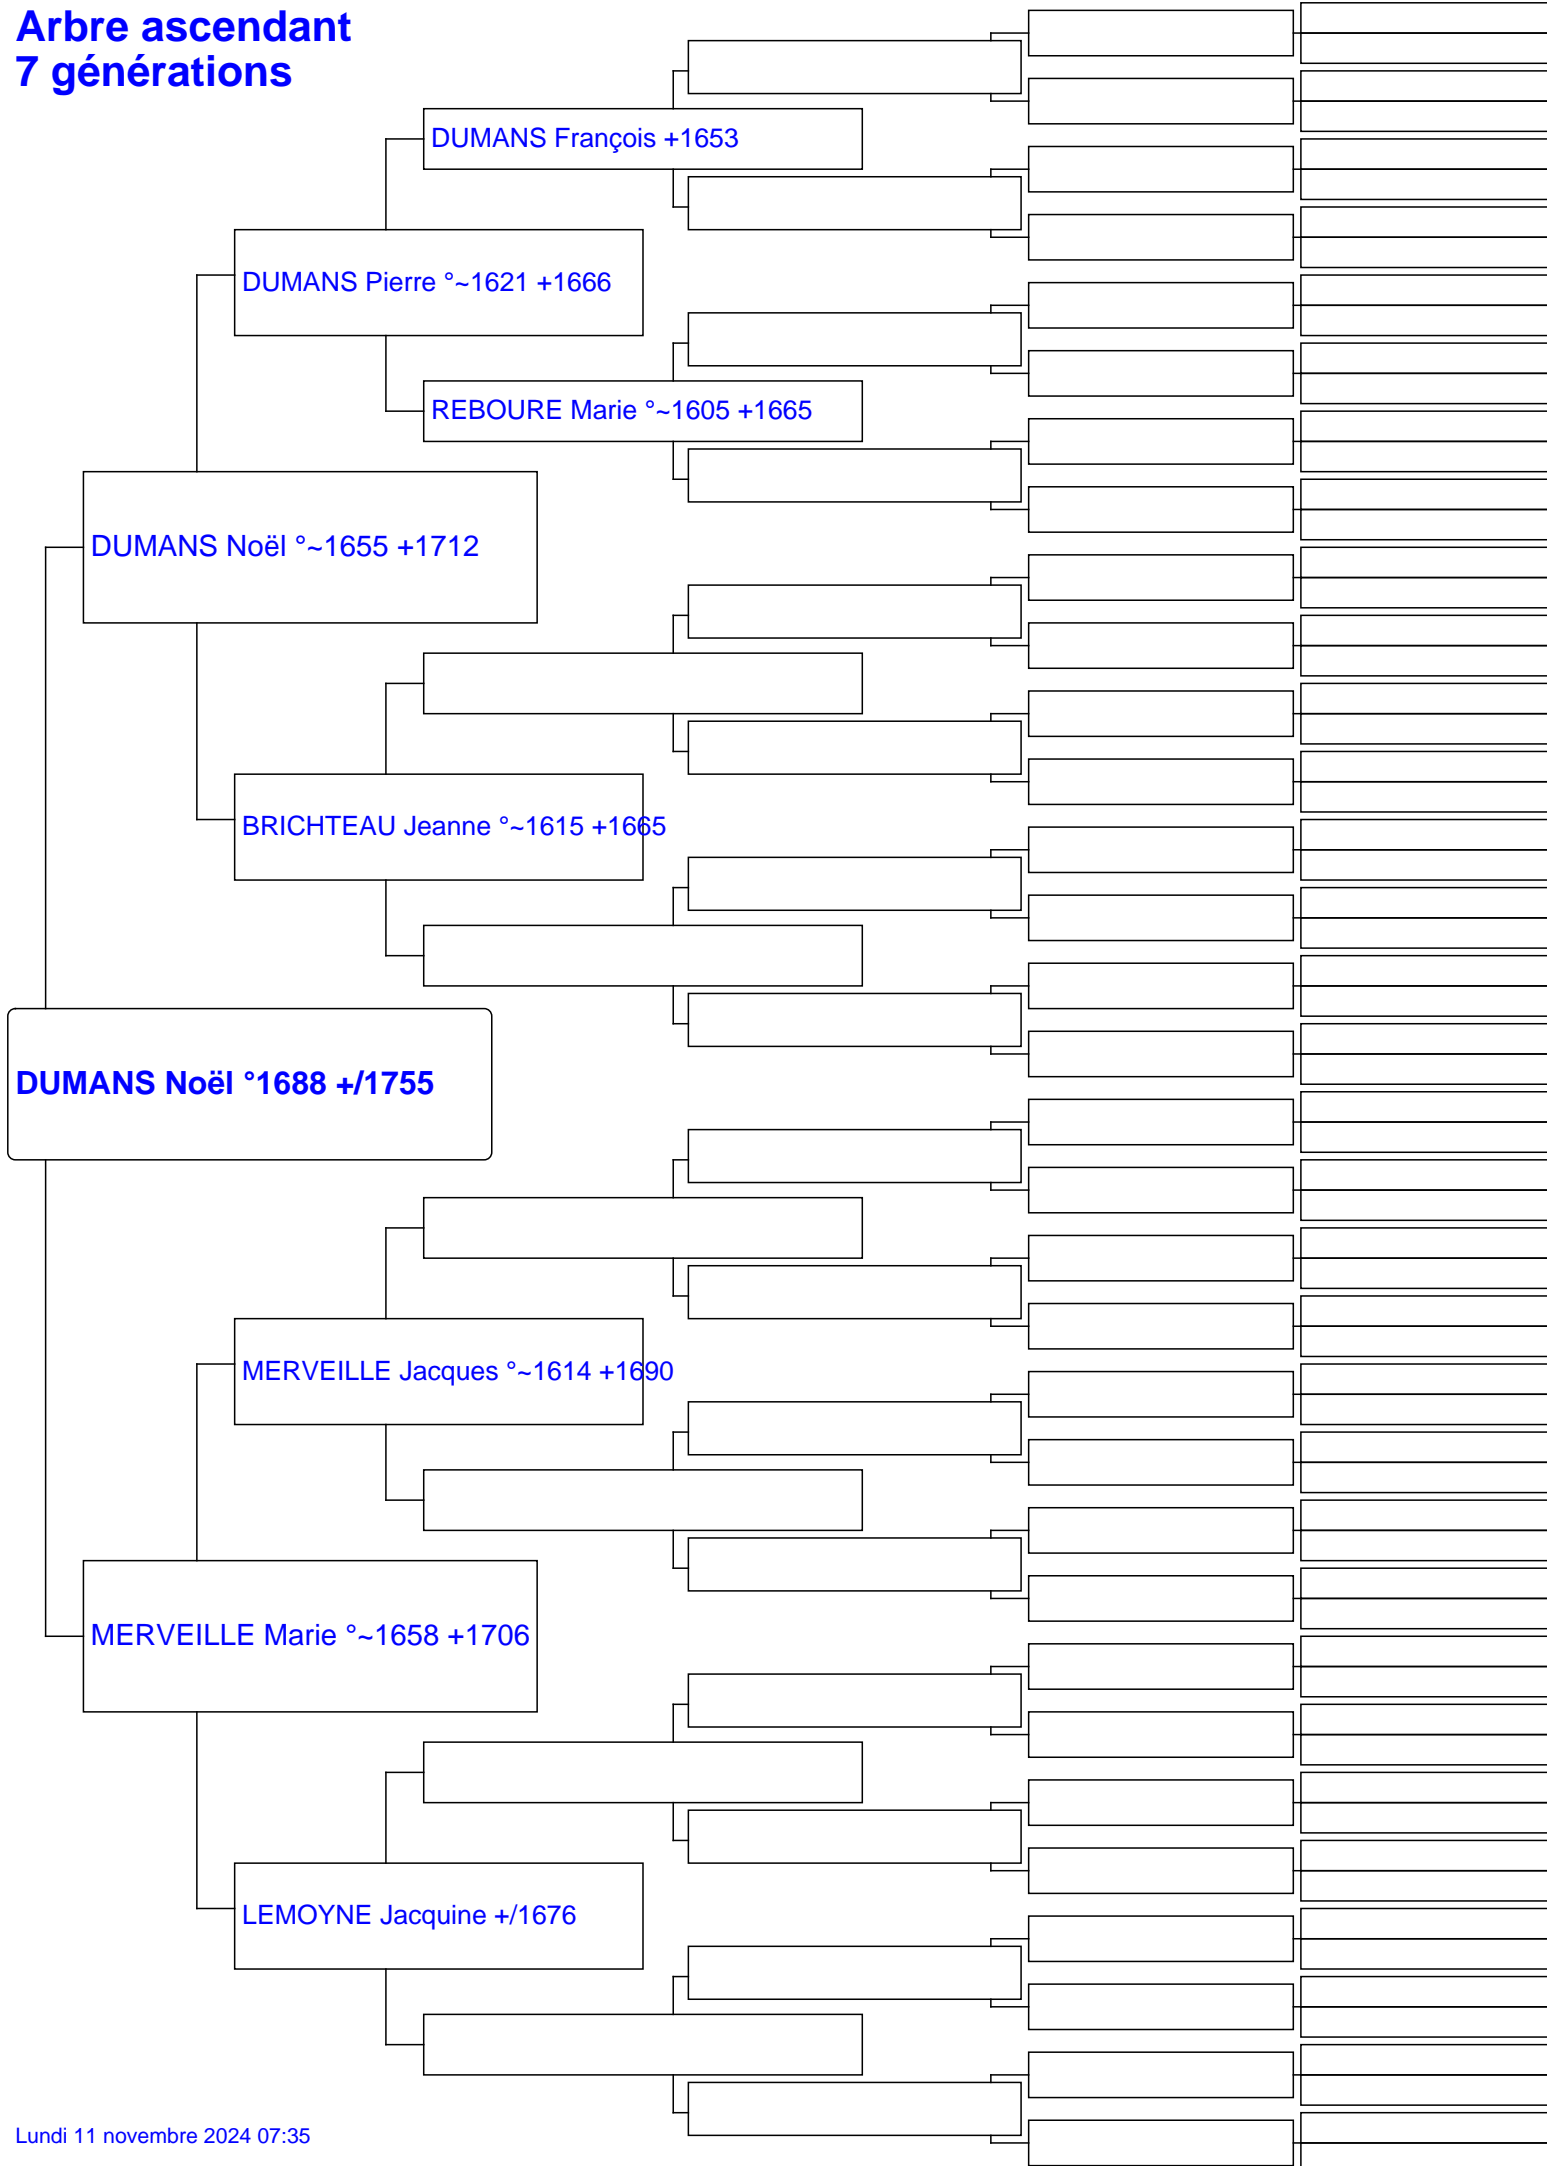 Arbre ascendant
7 générations
DUMANS François +1653
DUMANS Pierre °~1621 +1666
REBOURE Marie °~1605 +1665
DUMANS Noël °~1655 +1712
BRICHTEAU Jeanne °~1615 +1665
DUMANS Noël °1688 +/1755
MERVEILLE Jacques °~1614 +1690
MERVEILLE Marie °~1658 +1706
LEMOYNE Jacquine +/1676
Lundi 11 novembre 2024 07:35